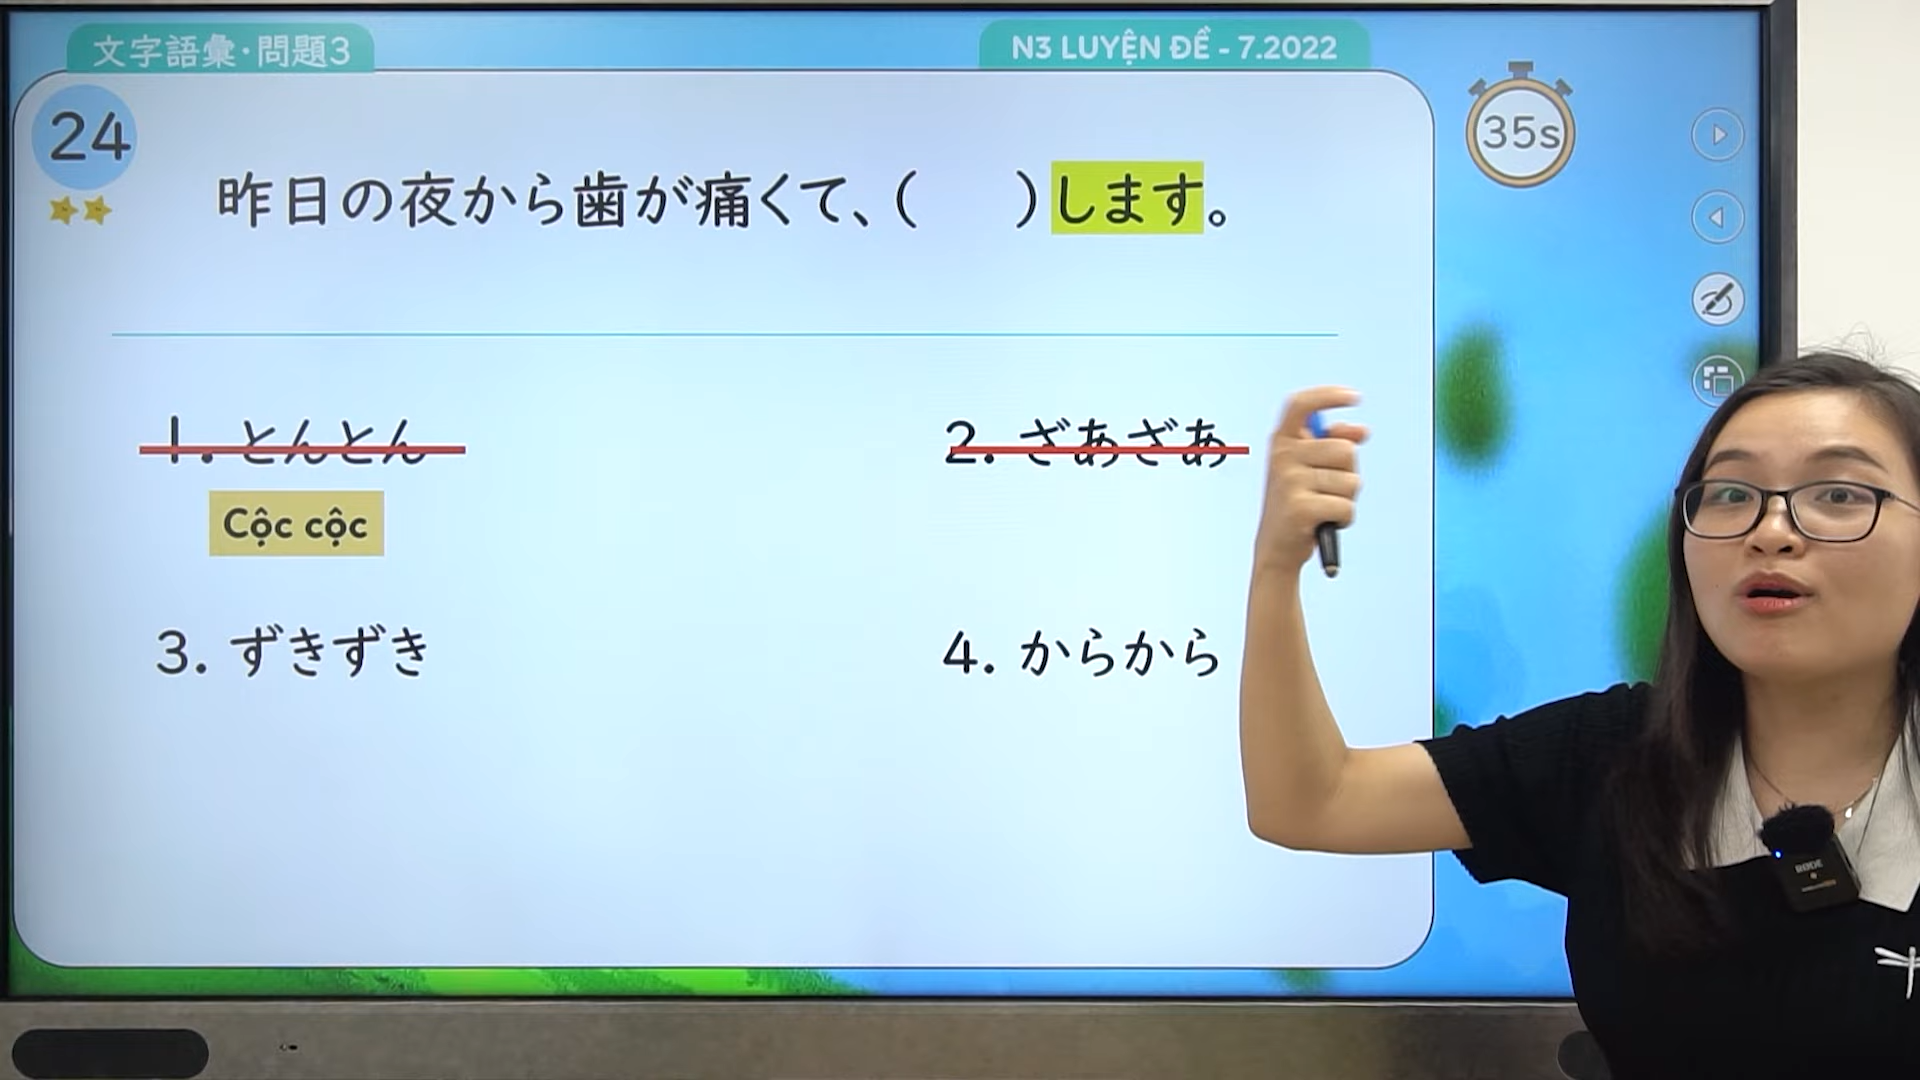 文字語彙・問題3
N3 LUYỆN ĐỀ - 7.2022
24
35s
昨日の夜から歯が痛くて、( )します。
1. とんとん
2. ざあざあ
Cộc cộc
3. ずきずき
4. からから
RØDE